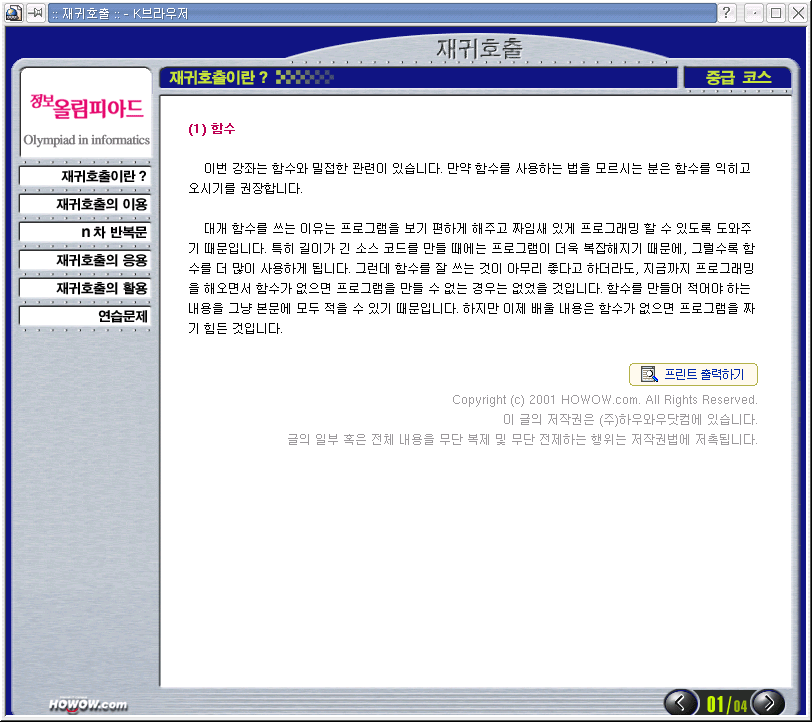 :: 재귀호출 :: - K브라우저
재귀호출
정보올림피아드
Olympiad in informatics
재귀호출이란 ?
재귀호출의 이용
n 차 반복문
재귀호출의 응용
재귀호출의 활용
연습문제
재귀호출이란 ?
중급 코스
(1) 함수
이번 강좌는 함수와 밀접한 관련이 있습니다. 만약 함수를 사용하는 법을 모르시는 분은 함수를 익히고
오시기를 권장합니다.
대개 함수를 쓰는 이유는 프로그램을 보기 편하게 해주고 짜임새 있게 프로그래밍 할 수 있도록 도와주
기 때문입니다. 특히 길이가 긴 소스 코드를 만들 때에는 프로그램이 더욱 복잡해지기 때문에, 그럴수록 함
수를 더 많이 사용하게 됩니다. 그런데 함수를 잘 쓰는 것이 아무리 좋다고 하더라도, 지금까지 프로그래밍
을 해오면서 함수가 없으면 프로그램을 만들 수 없는 경우는 없었을 것입니다. 함수를 만들어 적어야 하는
내용을 그냥 본문에 모두 적을 수 있기 때문입니다. 하지만 이제 배울 내용은 함수가 없으면 프로그램을 짜
기 힘든 것입니다.
프린트 출력하기
Copyright (c) 2001 HOWOW.com. All Rights Reserved.
이 글의 저작권은 (주)하우와우닷컴에 있습니다.
글의 일부 혹은 전체 내용을 무단 복제 및 무단 전제하는 행위는 저작권법에 저촉됩니다.
HOWOW.com
01/04